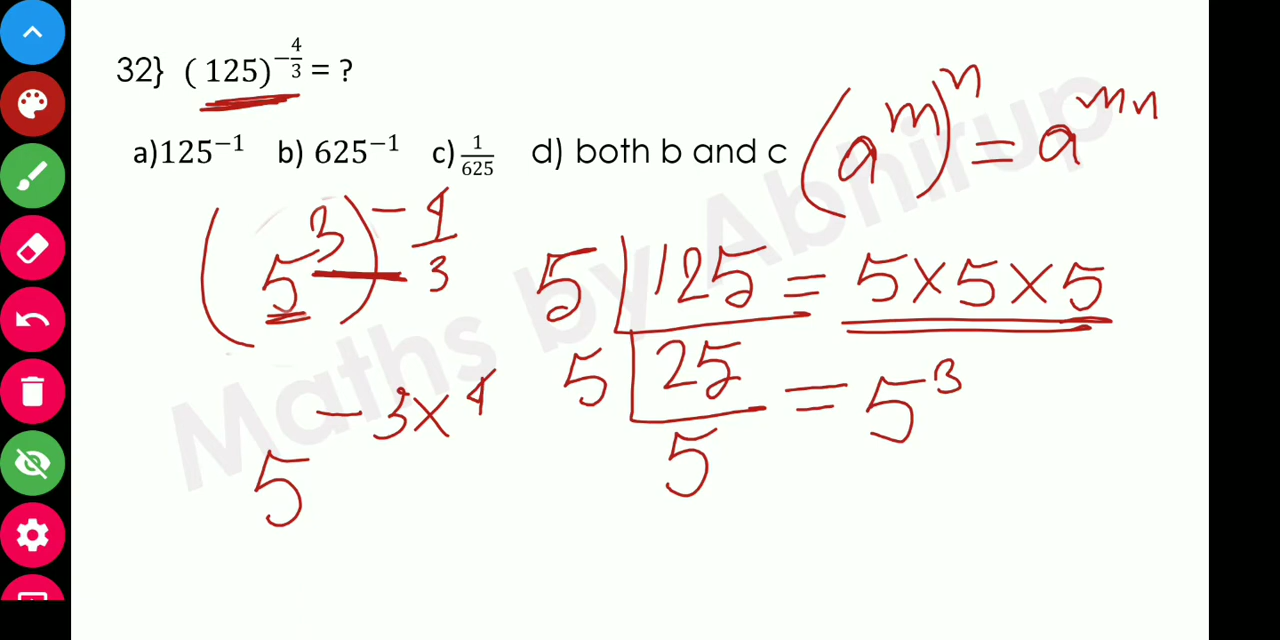 32} (125)^{-4/3} = ?
a)125⁻¹ b) 625⁻¹ c) 1/625 d) both b and c
(a^m)^n = a^{mn}
(5^3)^{-4/3}
5 | 125 = 5×5×5
5 | 25 = 5^3
5
5^{-3×4}
Maths by Abhirup